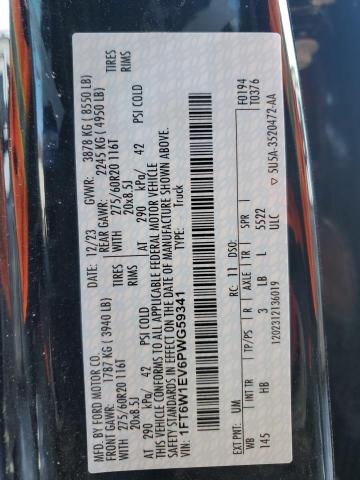 MFD. BY FORD MOTOR CO.
12/23 GVWR: 3878 KG ( 8550 LB)
FRONT GAWR: 1787 KG ( 3940 LB) REAR GAWR: 2245 KG ( 4950 LB)
WITH 275/60R20 116T TIRES WITH 275/60R20 116T TIRES
20x8.5J RIMS 20x8.5J RIMS
AT 290 kPa/ 42 PSI COLD AT 290 kPa/ 42 PSI COLD
THIS VEHICLE CONFORMS TO ALL APPLICABLE FEDERAL MOTOR VEHICLE
SAFETY STANDARDS IN EFFECT ON THE DATE OF MANUFACTURE SHOWN ABOVE.
VIN: 1FT6W1EV6PWG59341
Truck
F0194
T0376
EXT PNT: UM RC: 11 DSO:
WB INT TR TP/PS R AXLE TR SPR
145 HB 3 LB L 5522
ULC
1202312136019 5U5A-3520472-AA